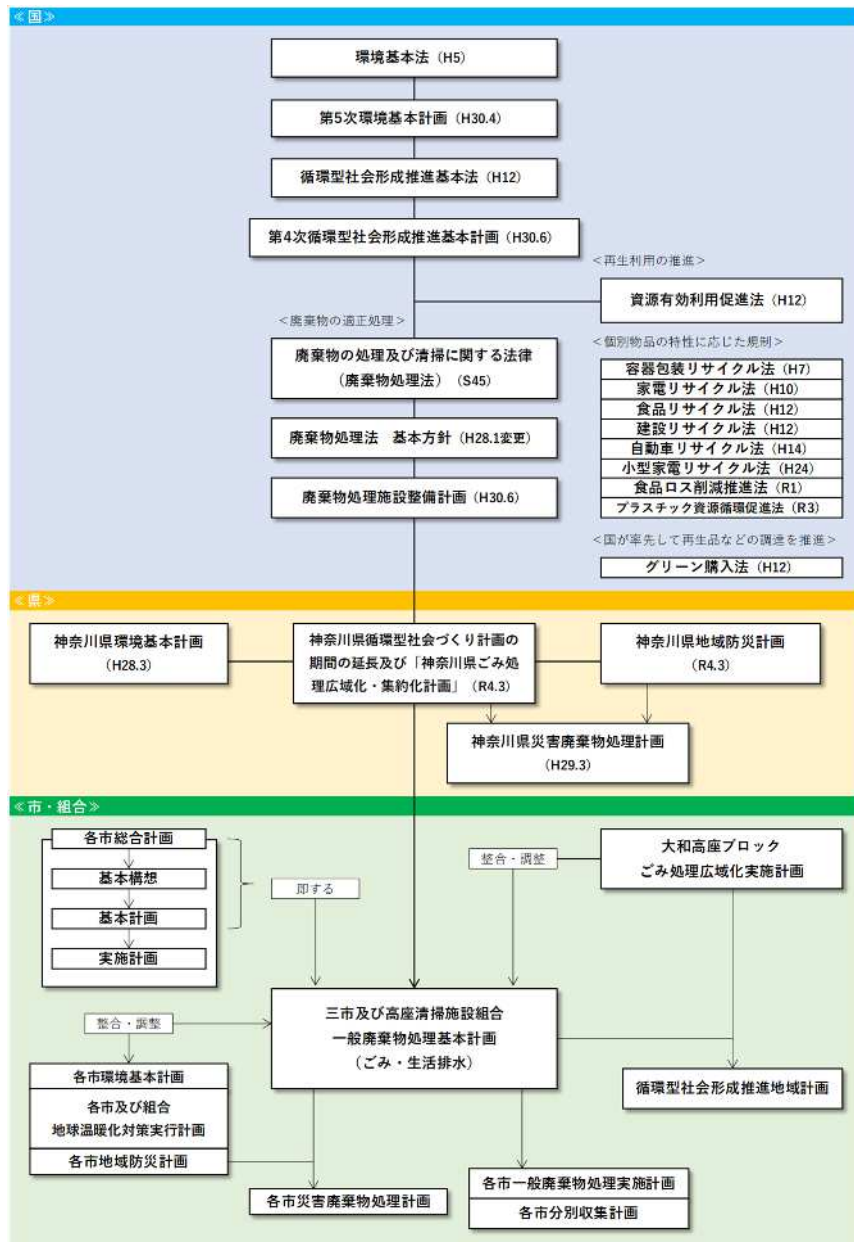 ≪国≫
環境基本法（H5）
第5次環境基本計画（H30.4）
循環型社会形成推進基本法（H12）
第4次循環型社会形成推進基本計画（H30.6）
＜再生利用の推進＞
資源有効利用促進法（H12）
＜廃棄物の適正処理＞
廃棄物の処理及び清掃に関する法律
（廃棄物処理法）（S45）
廃棄物処理法　基本方針（H28.1変更）
廃棄物処理施設整備計画（H30.6）
＜個別物品の特性に応じた規制＞
容器包装リサイクル法（H7）
家電リサイクル法（H10）
食品リサイクル法（H12）
建設リサイクル法（H12）
自動車リサイクル法（H14）
小型家電リサイクル法（H24）
食品ロス削減推進法（R1）
プラスチック資源循環促進法（R3）
＜国が率先して再生品などの調達を推進＞
グリーン購入法（H12）
≪県≫
神奈川県環境基本計画
（H28.3）
神奈川県循環型社会づくり計画の
期間の延長及び「神奈川県ごみ処
理広域化・集約化計画」（R4.3）
神奈川県地域防災計画
（R4.3）
神奈川県災害廃棄物処理計画
（H29.3）
≪市・組合≫
各市総合計画
基本構想
基本計画
実施計画
即する
整合・調整
大和高座ブロック
ごみ処理広域化実施計画
三市及び高座清掃施設組合
一般廃棄物処理基本計画
（ごみ・生活排水）
整合・調整
各市環境基本計画
各市及び組合
地球温暖化対策実行計画
各市地域防災計画
循環型社会形成推進地域計画
各市災害廃棄物処理計画
各市一般廃棄物処理実施計画
各市分別収集計画